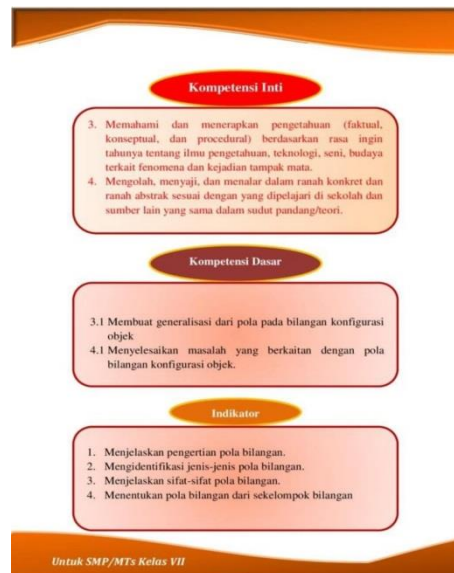 Kompetensi Inti
3. Memahami dan menerapkan pengetahuan (faktual,
konseptual, dan procedural) berdasarkan rasa ingin
tahunya tentang ilmu pengetahuan, teknologi, seni, budaya
terkait fenomena dan kejadian tampak mata.
4. Mengolah, menyaji, dan menalar dalam ranah konkret dan
ranah abstrak sesuai dengan yang dipelajari di sekolah dan
sumber lain yang sama dalam sudut pandang/teori.
Kompetensi Dasar
3.1 Membuat generalisasi dari pola pada bilangan konfigurasi
objek
4.1 Menyelesaikan masalah yang berkaitan dengan pola
bilangan konfigurasi objek.
Indikator
1. Menjelaskan pengertian pola bilangan.
2. Mengidentifikasi jenis-jenis pola bilangan.
3. Menjelaskan sifat-sifat pola bilangan.
4. Menentukan pola bilangan dari sekelompok bilangan
Untuk SMP/MTs Kelas VII